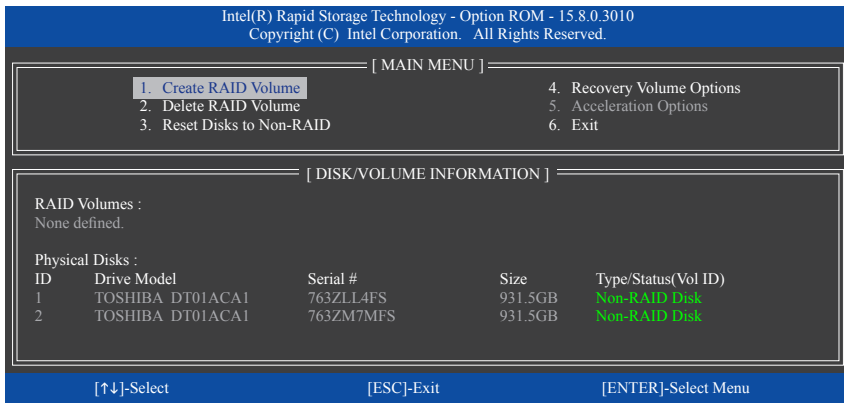 Intel(R) Rapid Storage Technology - Option ROM - 15.8.0.3010
Copyright (C) Intel Corporation. All Rights Reserved.
[ MAIN MENU ]
1. Create RAID Volume 4. Recovery Volume Options
2. Delete RAID Volume 5. Acceleration Options
3. Reset Disks to Non-RAID 6. Exit
[ DISK/VOLUME INFORMATION ]
RAID Volumes :
None defined.
Physical Disks :
ID Drive Model Serial # Size Type/Status(Vol ID)
1 TOSHIBA DT01ACA1 763ZLL4FS 931.5GB Non-RAID Disk
2 TOSHIBA DT01ACA1 763ZM7MFS 931.5GB Non-RAID Disk
[↑↓]-Select [ESC]-Exit [ENTER]-Select Menu